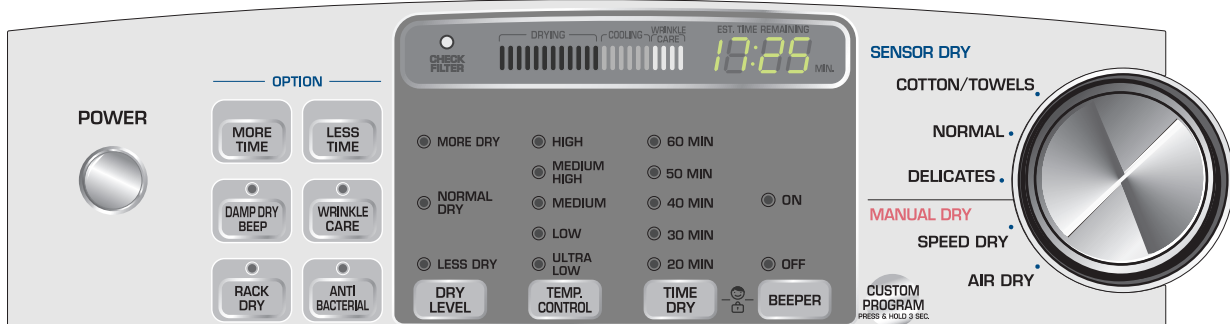 POWER
OPTION
MORE
TIME
LESS
TIME
DAMP DRY
BEEP
WRINKLE
CARE
RACK
DRY
ANTI
BACTERIAL
CHECK
FILTER
DRYING
COOLING
WRINKLE
CARE
EST. TIME REMAINING
17:25
MIN.
MORE DRY
NORMAL
DRY
LESS DRY
DRY
LEVEL
HIGH
MEDIUM
HIGH
MEDIUM
LOW
ULTRA
LOW
TEMP.
CONTROL
60 MIN
50 MIN
40 MIN
30 MIN
20 MIN
TIME
DRY
ON
OFF
BEEPER
SENSOR DRY
COTTON/TOWELS
NORMAL
DELICATES
MANUAL DRY
SPEED DRY
AIR DRY
CUSTOM
PROGRAM
PRESS & HOLD 3 SEC.